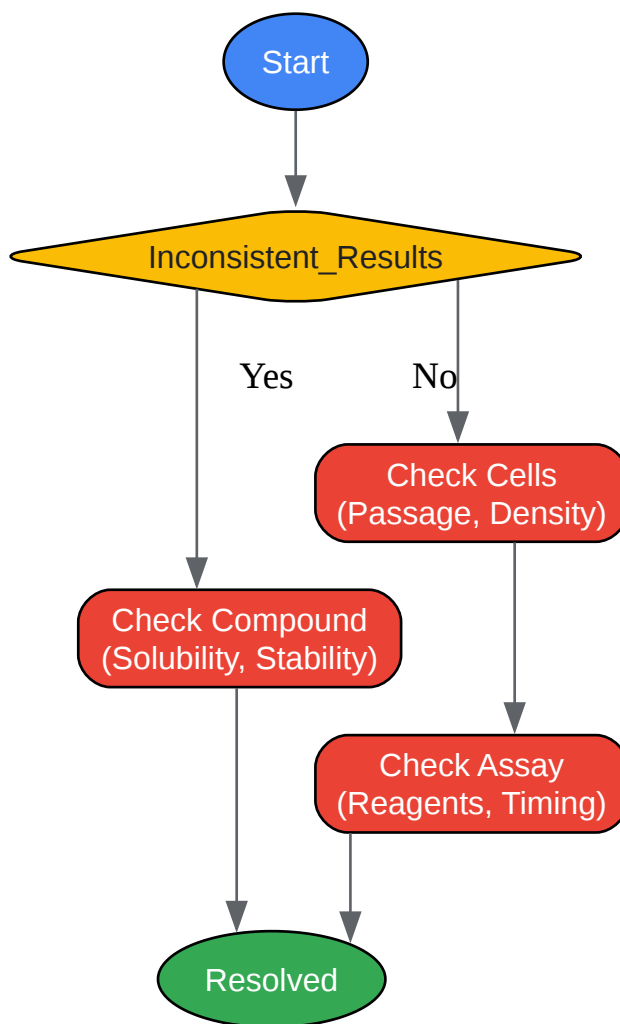 Start
Inconsistent_Results
Yes
No
Check Cells
(Passage, Density)
Check Compound
(Solubility, Stability)
Check Assay
(Reagents, Timing)
Resolved